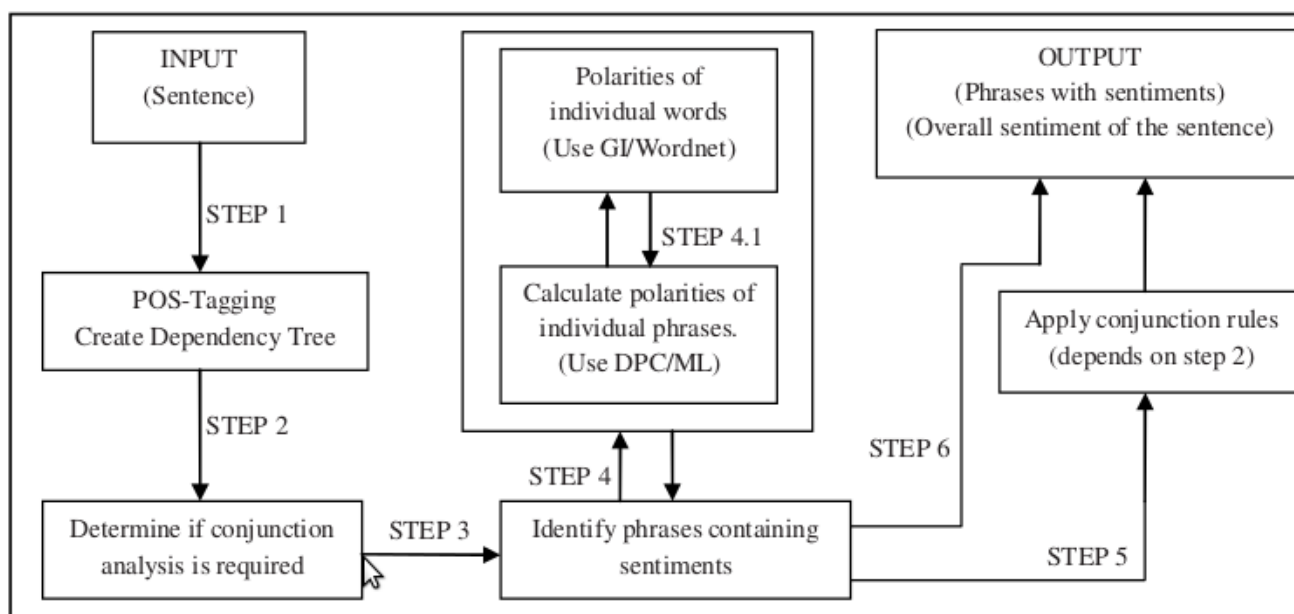 INPUT
(Sentence)
STEP 1
POS-Tagging
Create Dependency Tree
STEP 2
Determine if conjunction
analysis is required
STEP 3
Identify phrases containing
sentiments
STEP 4
Polarities of
individual words
(Use GI/Wordnet)
STEP 4.1
Calculate polarities of
individual phrases.
(Use DPC/ML)
STEP 5
Apply conjunction rules
(depends on step 2)
STEP 6
OUTPUT
(Phrases with sentiments)
(Overall sentiment of the sentence)